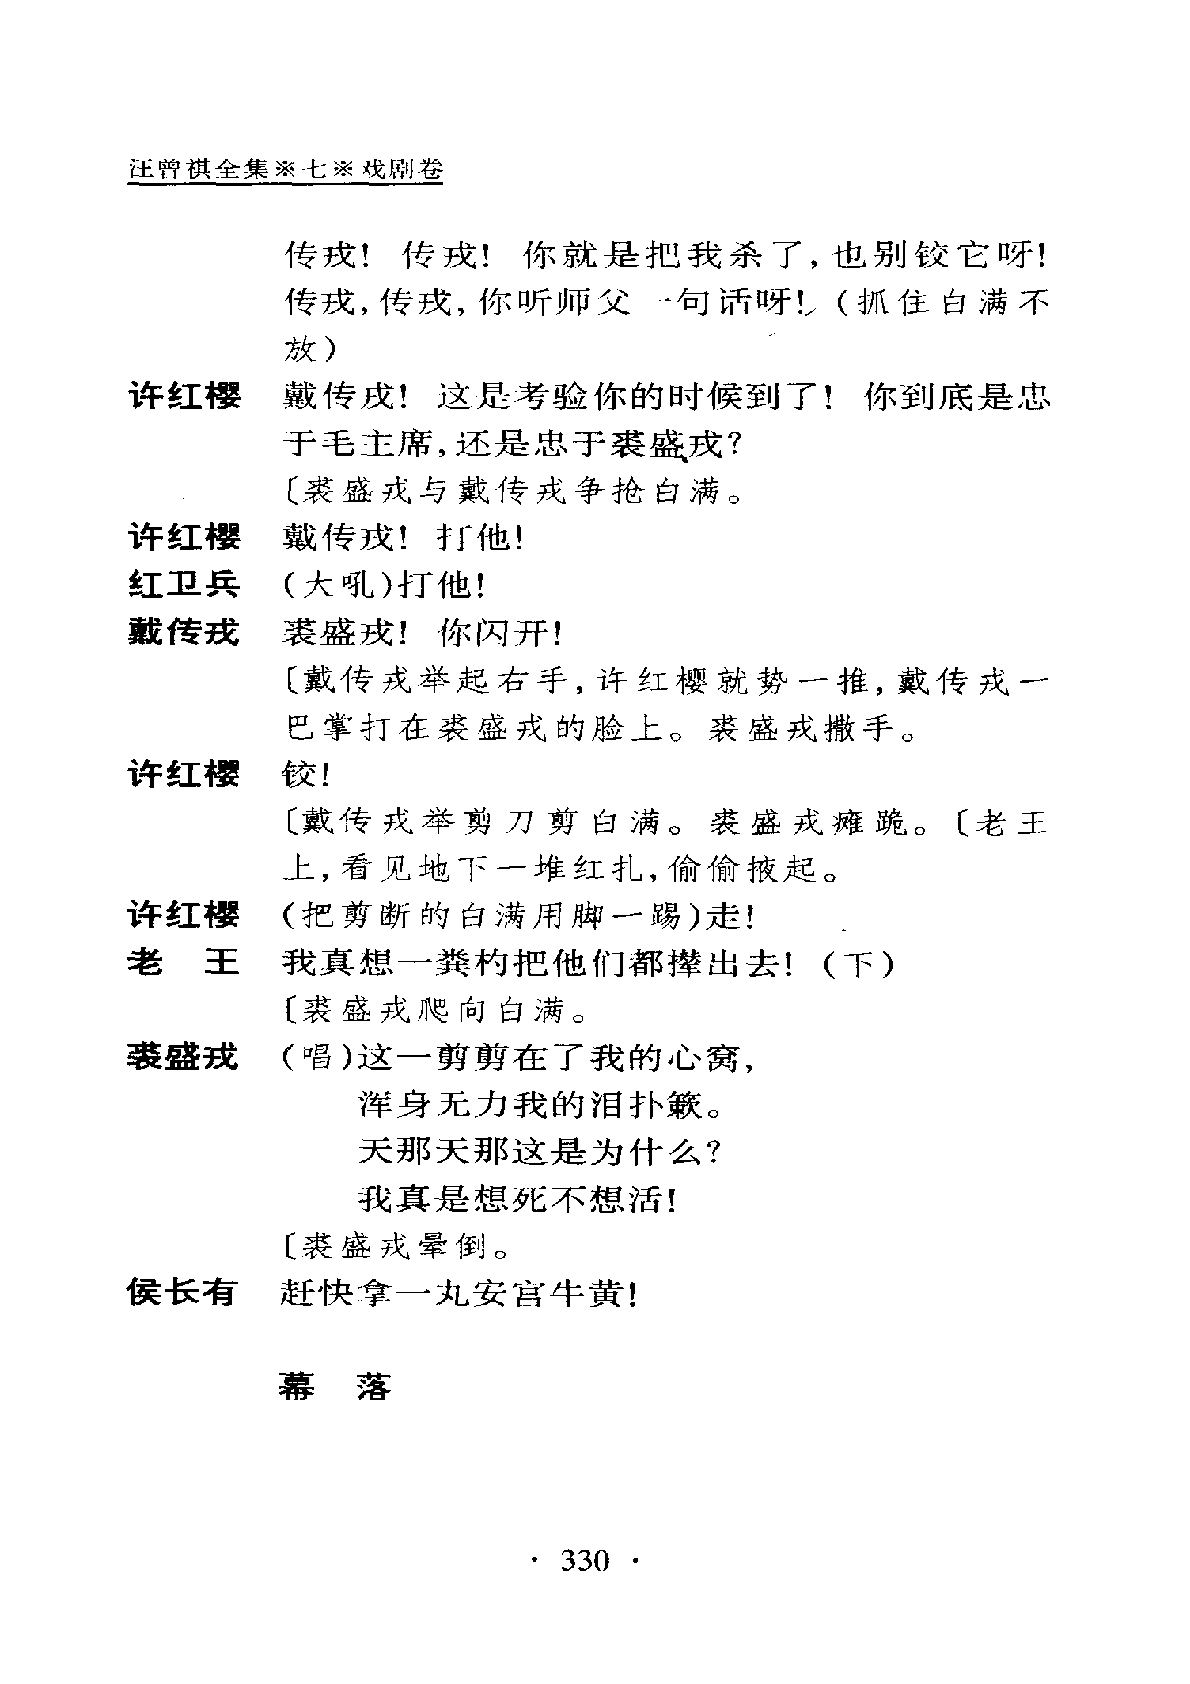 汪曾祺全集※七※戏剧卷
传戎! 传戎! 你就是把我杀了,也别铰它呀!
传戎,传戎,你听师父一句话呀!(抓住白满不
放)
许红樱 戴传戎! 这是考验你的时候到了! 你到底是忠
于毛主席,还是忠于裘盛戎?
〔裘盛戎与戴传戎争抢白满。
许红樱 戴传戎! 打他!
红卫兵 (大吼)打他!
戴传戎 裘盛戎! 你闪开!
〔戴传戎举起右手,许红樱就势一推,戴传戎一
巴掌打在裘盛戎的脸上。裘盛戎撒手。
许红樱 铰!
〔戴传戎举剪刀剪白满。裘盛戎瘫跪。〔老王
上,看见地下一堆红扎,偷偷掖起。
许红樱 (把剪断的白满用脚一踢)走!
老 王 我真想一粪杓把他们都撵出去!(下)
〔裘盛戎爬向白满。
裘盛戎 (唱)这一剪剪在了我的心窝,
浑身无力我的泪扑簌。
天那天那这是为什么?
我真是想死不想活!
〔裘盛戎晕倒。
侯长有 赶快拿一丸安宫牛黄!
幕 落
· 330 ·